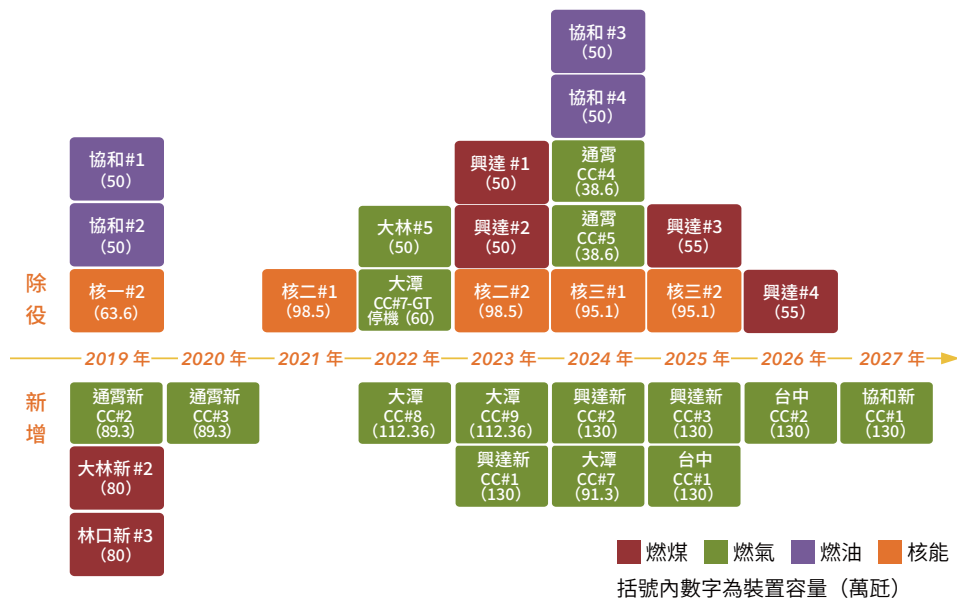 協和 #3
（50）
協和 #4
（50）
協和#1
（50）
興達 #1
（50）
通霄
CC#4
（38.6）
協和#2
（50）
大林#5
（50）
興達#2
（50）
通霄
CC#5
（38.6）
興達#3
（55）
除役
核一#2
（63.6）
核二#1
（98.5）
大潭
CC#7-GT
停機（60）
核二#2
（98.5）
核三#1
（95.1）
核三#2
（95.1）
興達#4
（55）
2019 年
2020 年
2021 年
2022 年
2023 年
2024 年
2025 年
2026 年
2027 年
新增
通霄新
CC#2
（89.3）
通霄新
CC#3
（89.3）
大潭
CC#8
（112.36）
大潭
CC#9
（112.36）
興達新
CC#2
（130）
興達新
CC#3
（130）
台中
CC#2
（130）
協和新
CC#1
（130）
大林新 #2
（80）
興達新
CC#1
（130）
大潭
CC#7
（91.3）
台中
CC#1
（130）
林口新 #3
（80）
燃煤
燃氣
燃油
核能
括號內數字為裝置容量（萬瓩）